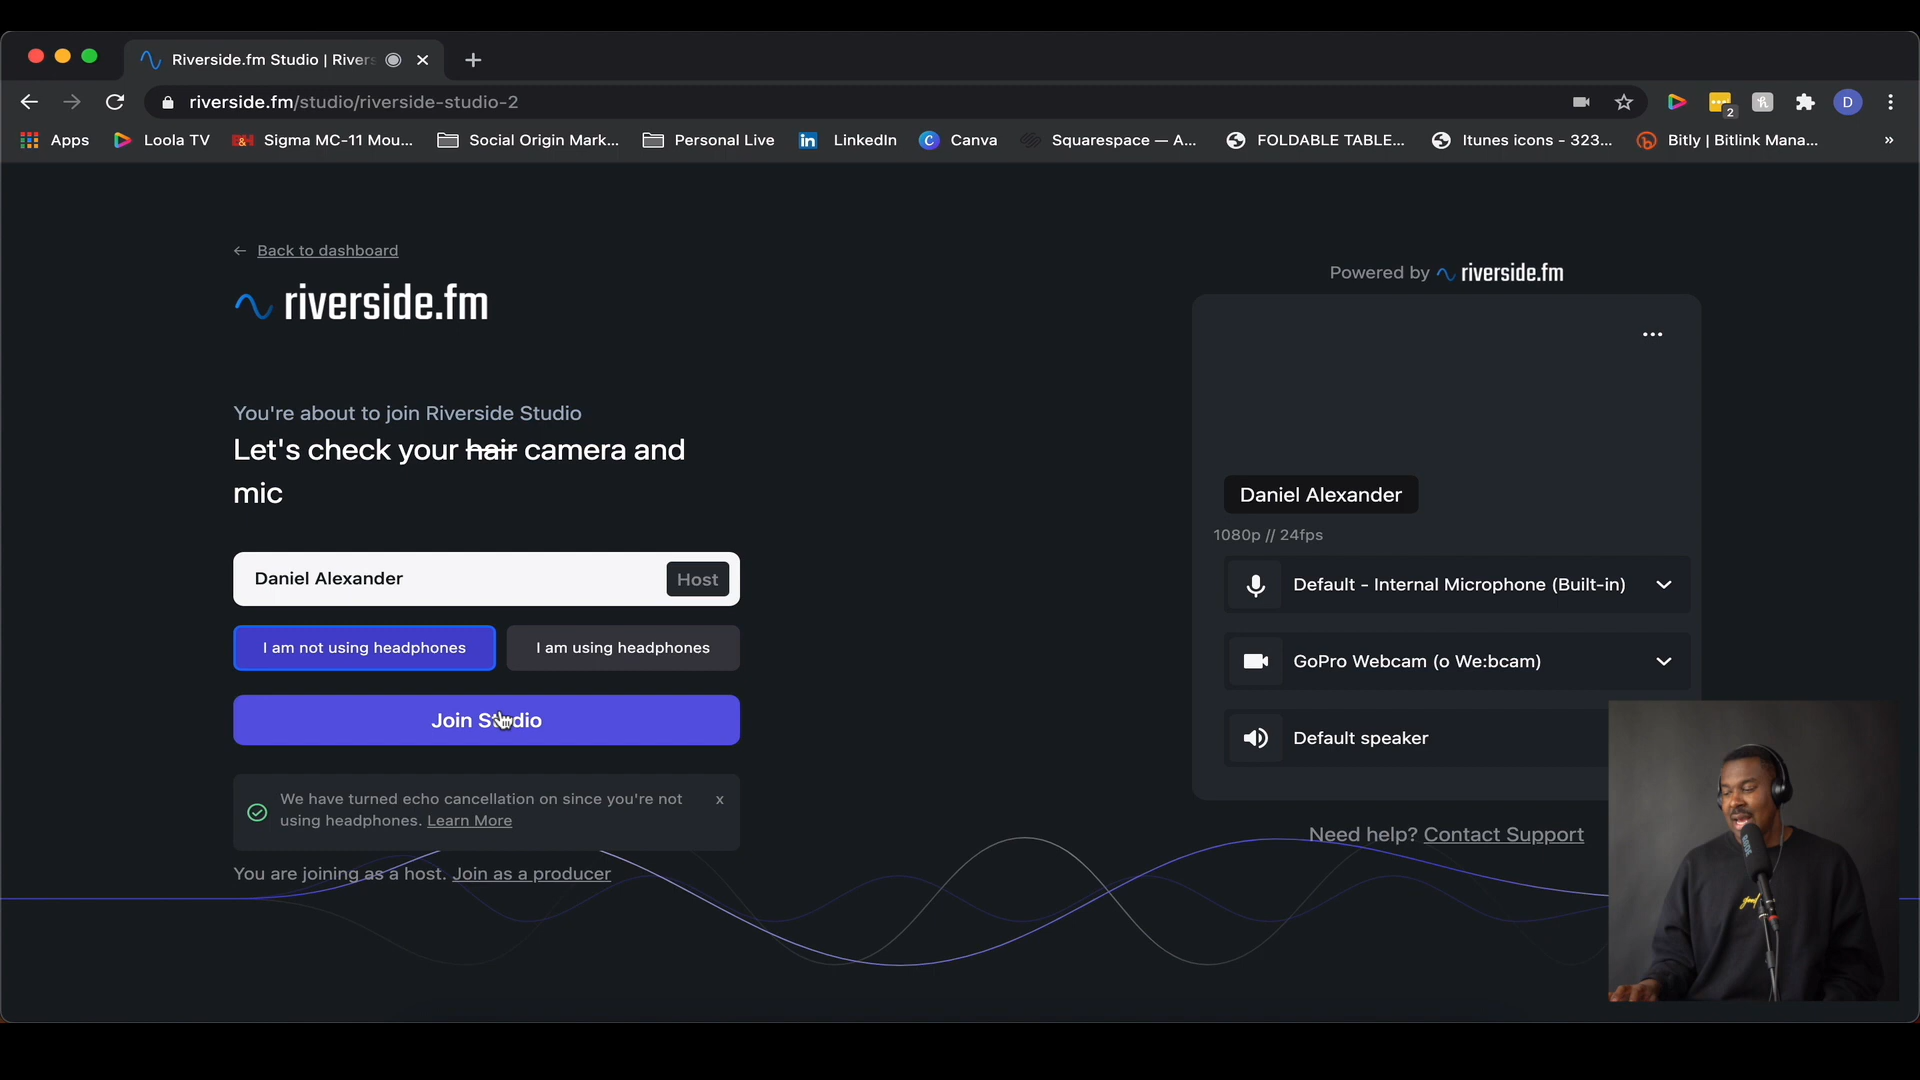 Riverside.fm Studio | Rivers
riverside.fm/studio/riverside-studio-2
2
D
Apps
Loola TV
Sigma MC-11 Mou...
Social Origin Mark...
Personal Live
in
LinkedIn
C
Canva
Squarespace — A...
FOLDABLE TABLE...
Itunes icons - 323...
Bitly | Bitlink Mana...
»
← Back to dashboard
riverside.fm
Powered by riverside.fm
...
You're about to join Riverside Studio
Let's check your hair camera and
mic
Daniel Alexander
Host
I am not using headphones
I am using headphones
Join Studio
We have turned echo cancellation on since you're not
using headphones. Learn More
x
You are joining as a host. Join as a producer
Daniel Alexander
1080p // 24fps
Default - Internal Microphone (Built-in)
GoPro Webcam (o We:bcam)
Default speaker
Need help? Contact Support